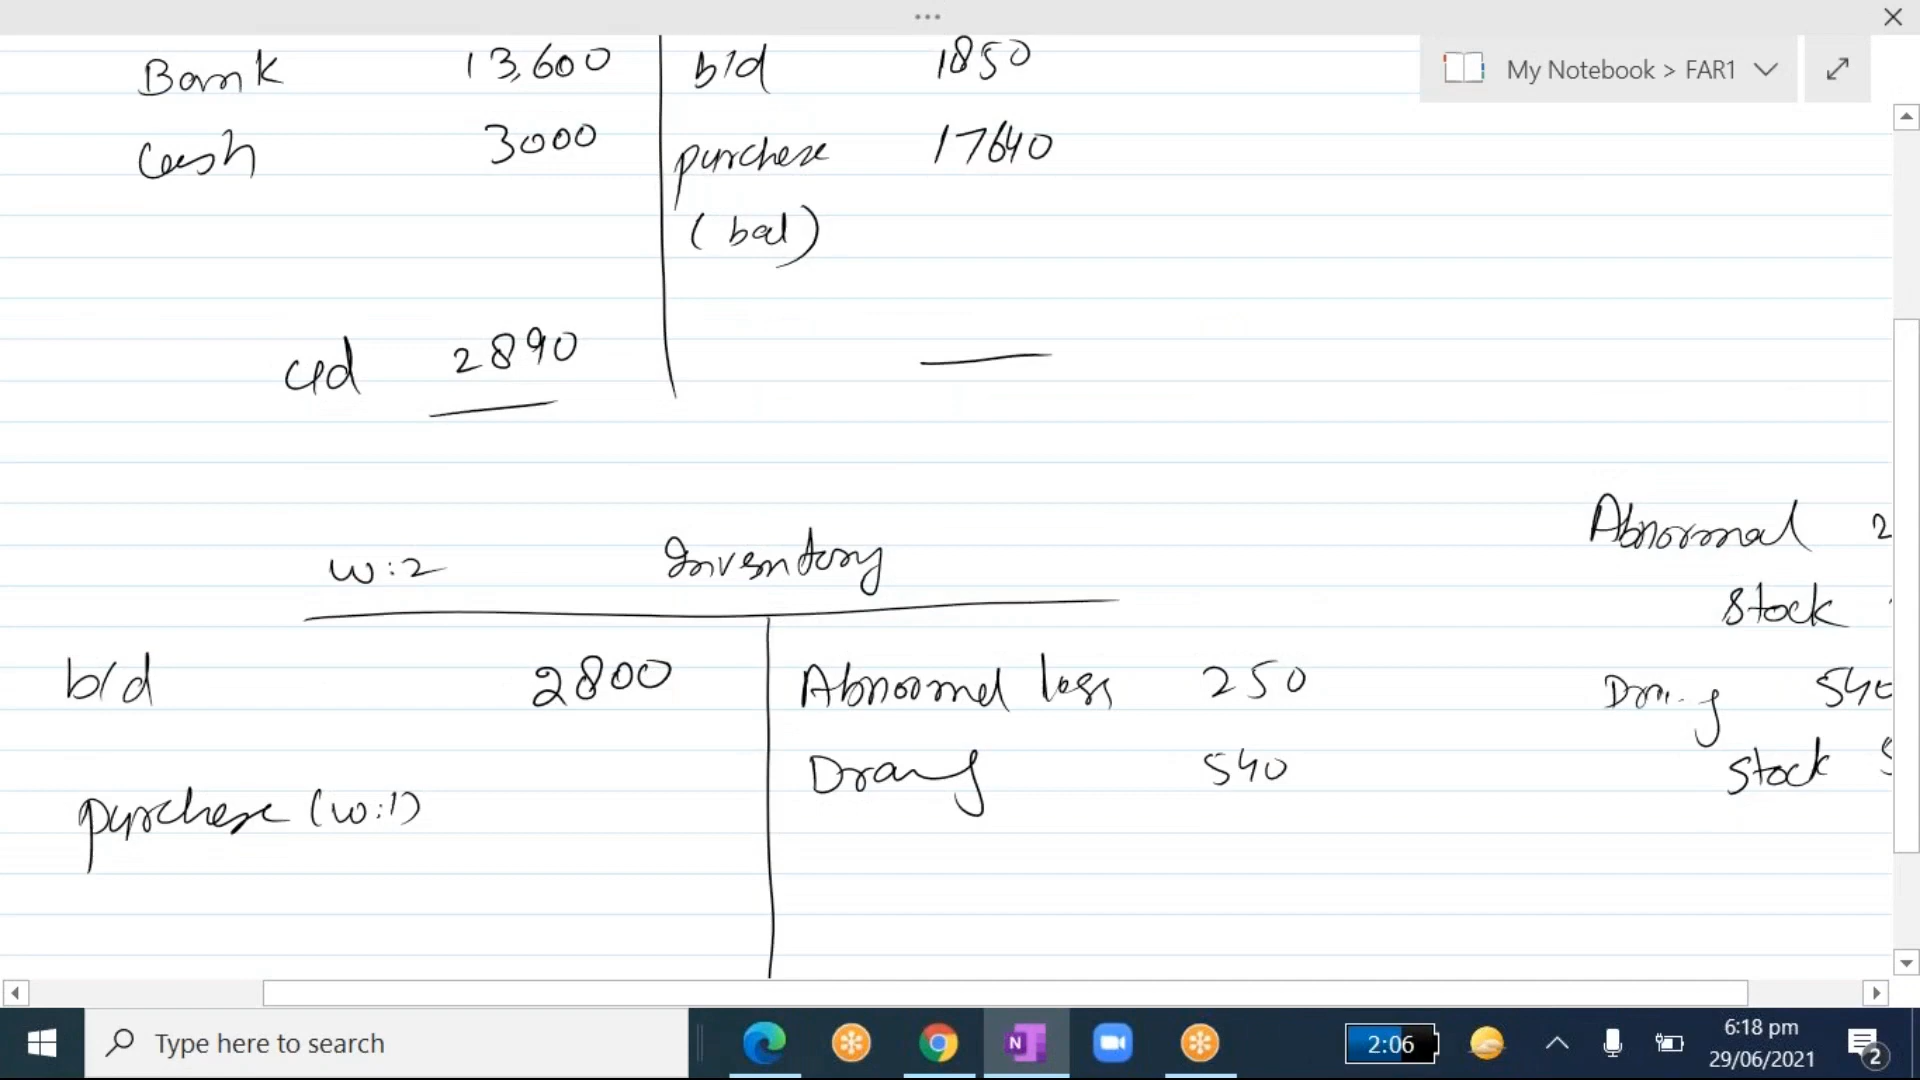 My Notebook > FAR1
Bank 13,600 b/d 1850
Cash 3000 purchase 17640
(bal)
c/d 2890
w:2 Inventory
Abnormal 2
Stock
b/d 2800 Abnormal loss 250
Drawing 540
Drawing 540
Stock 5
purchase (w:1)
Type here to search
2:06
6:18 pm
29/06/2021
2